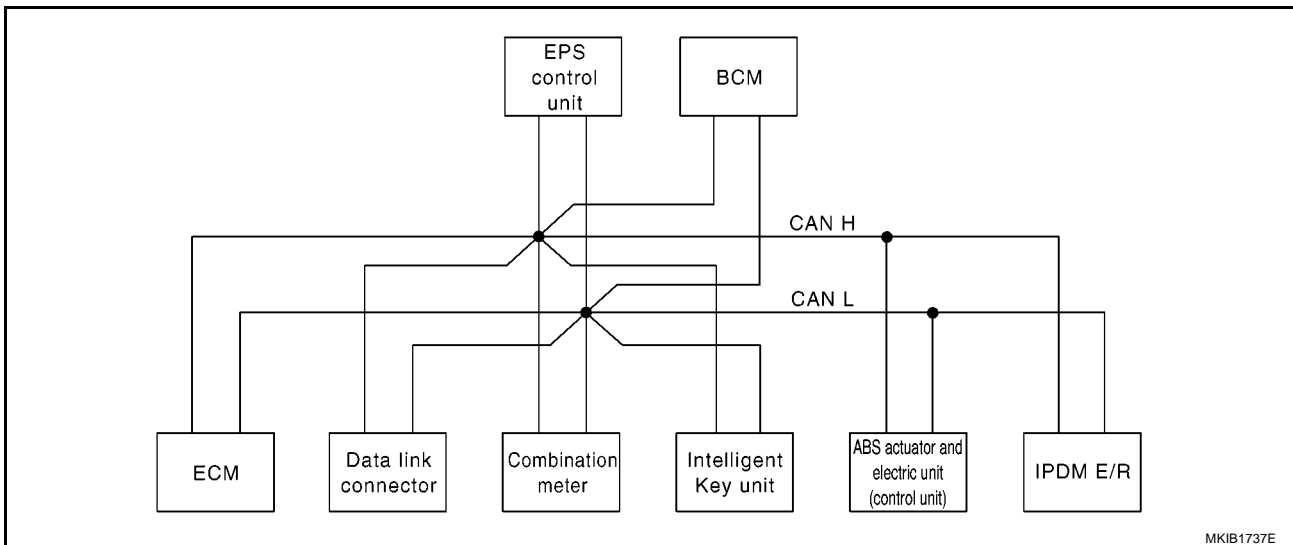 EPS
control
unit
BCM
CAN H
CAN L
ECM
Data link
connector
Combination
meter
Intelligent
Key unit
ABS actuator and
electric unit
(control unit)
IPDM E/R
MKIB1737E